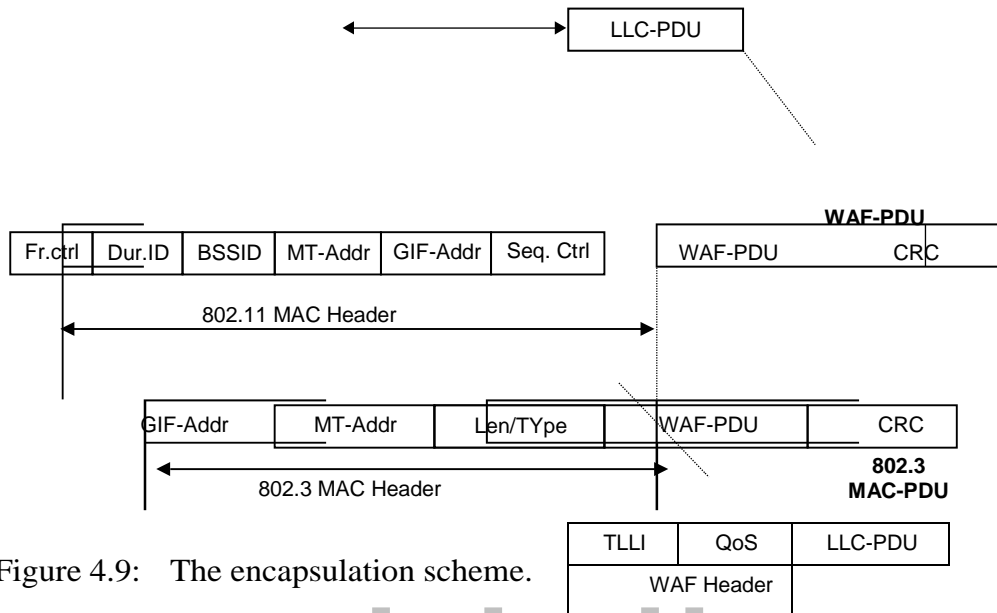 LLC-PDU
WAF-PDU
Fr.ctrl Dur.ID BSSID MT-Addr GIF-Addr Seq. Ctrl WAF-PDU CRC
802.11 MAC Header
GIF-Addr MT-Addr Len/TYpe WAF-PDU CRC
802.3 MAC Header
802.3
MAC-PDU
TLLI QoS LLC-PDU
WAF Header
Figure 4.9: The encapsulation scheme.